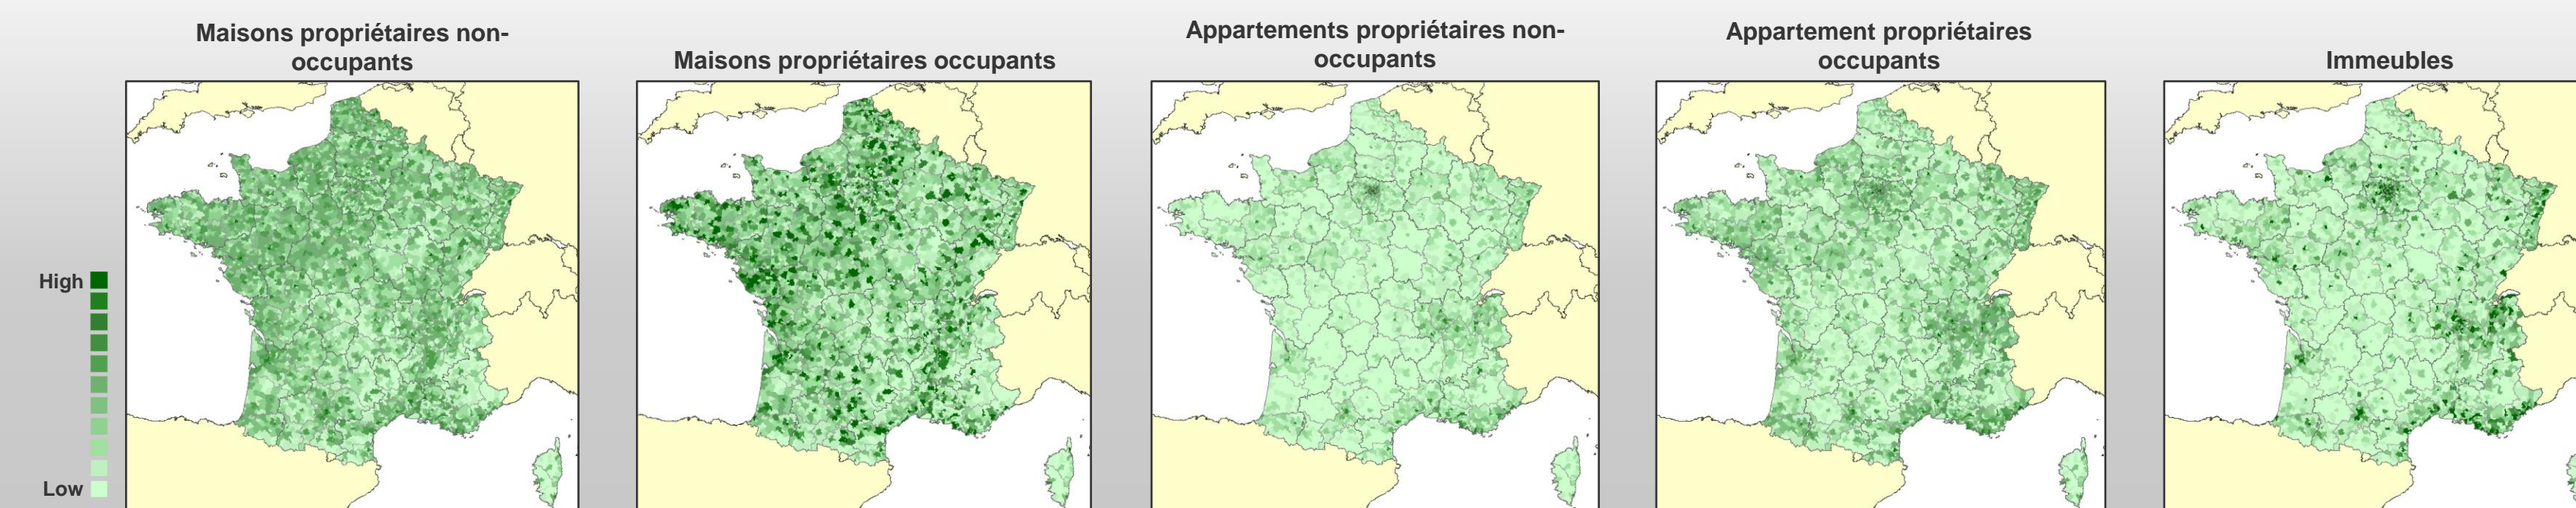 Maisons propriétaires non-
occupants
Maisons propriétaires occupants
Appartements propriétaires non-
occupants
Appartement propriétaires
occupants
Immeubles
High
Low